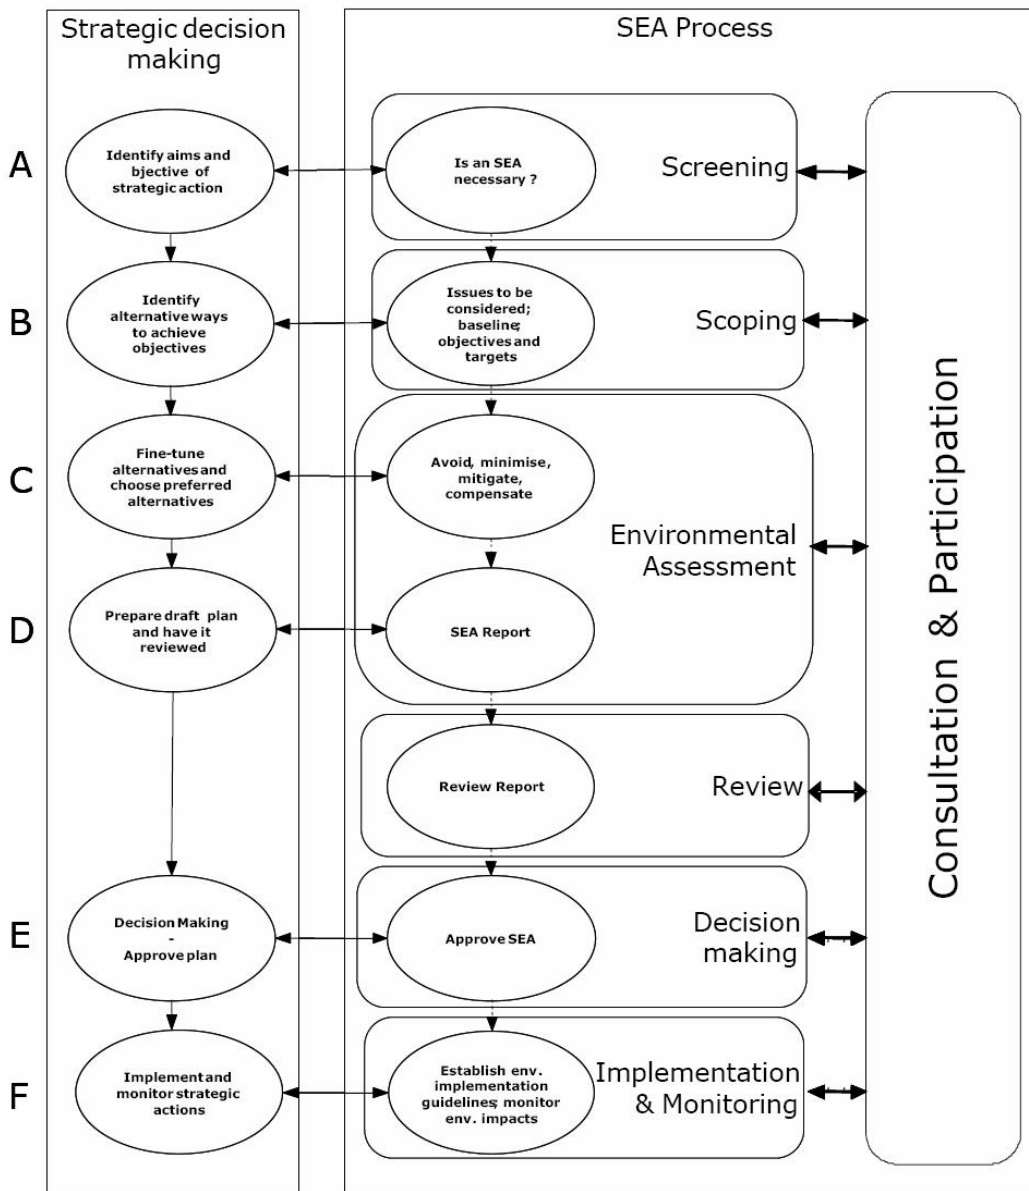 Strategic decision
making
SEA Process
A
Identify aims and
bjective of
strategic action
Is an SEA
necessary ?
Screening
B
Identify
alternative ways
to achieve
objectives
Issues to be
considered;
baseline;
objectives and
targets
Scoping
C
Fine-tune
alternatives and
choose preferred
alternatives
Avoid, minimise,
mitigate,
compensate
Environmental
Assessment
D
Prepare draft plan
and have it
reviewed
SEA Report
Review Report
Review
E
Decision Making
-
Approve plan
Approve SEA
Decision
making
F
Implement and
monitor strategic
actions
Establish env.
implementation
guidelines; monitor
env. impacts
Implementation
& Monitoring
Consultation & Participation